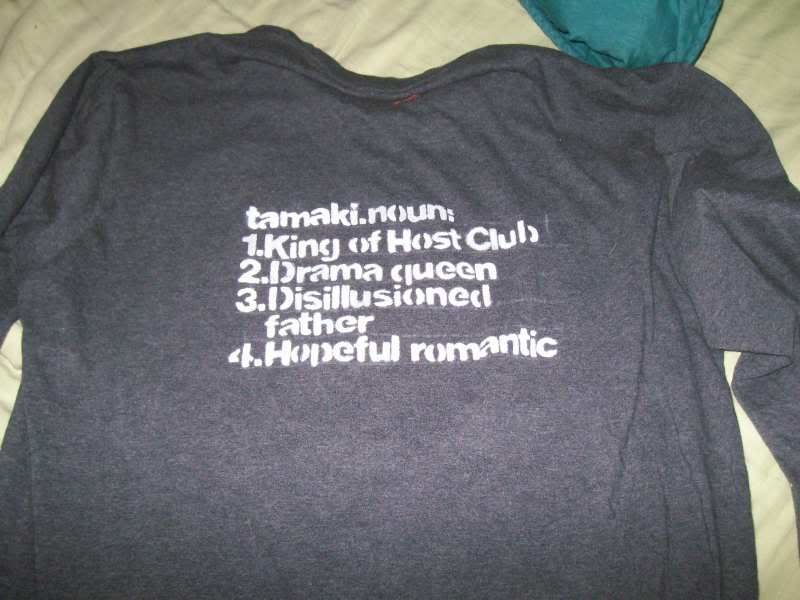 tamaki.noun:
1.King of Host Club
2.Drama queen
3.Disillusioned
father
4.Hopeful romantic